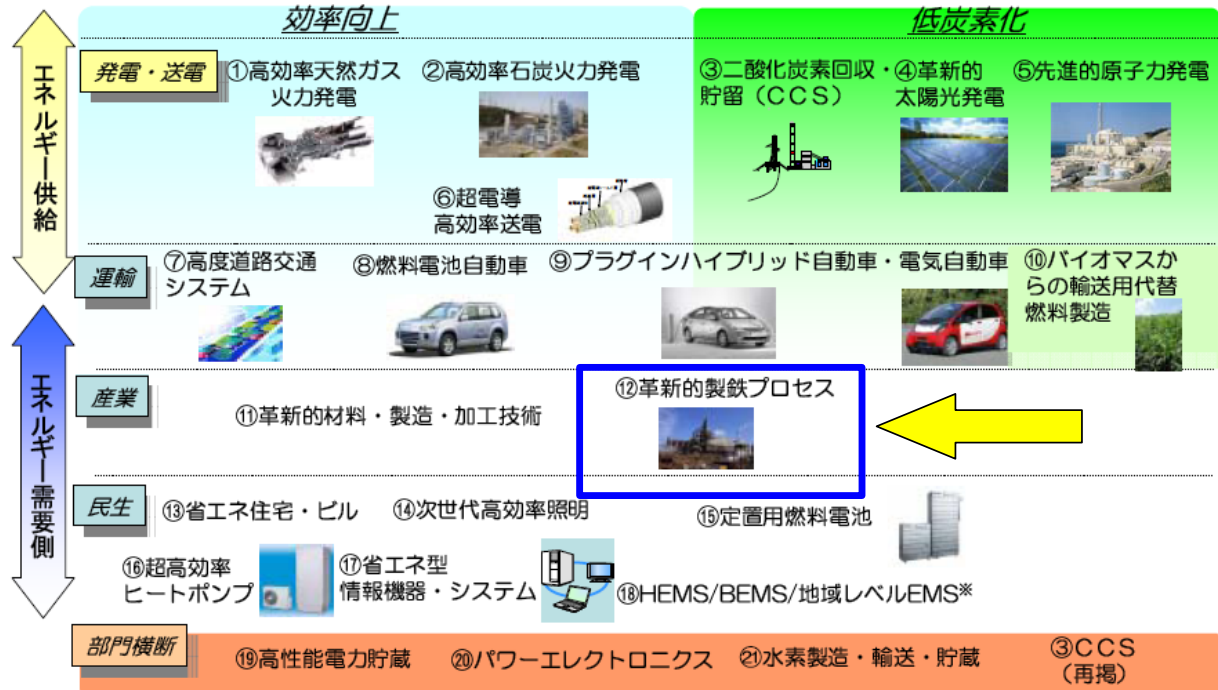 効率向上
低炭素化
エネルギー供給
発電・送電
①高効率天然ガス
火力発電
②高効率石炭火力発電
③二酸化炭素回収・
貯留（ＣＣＳ）
④革新的
太陽光発電
⑤先進的原子力発電
⑥超電導
高効率送電
運輸
⑦高度道路交通
システム
⑧燃料電池自動車
⑨プラグインハイブリッド自動車・電気自動車
⑩バイオマスか
らの輸送用代替
燃料製造
エネルギー需要側
産業
⑪革新的材料・製造・加工技術
⑫革新的製鉄プロセス
民生
⑬省エネ住宅・ビル
⑭次世代高効率照明
⑮定置用燃料電池
⑯超高効率
ヒートポンプ
⑰省エネ型
情報機器・システム
⑱HEMS/BEMS/地域レベルEMS※
部門横断
⑲高性能電力貯蔵
⑳パワーエレクトロニクス
㉑水素製造・輸送・貯蔵
③ＣＣＳ
（再掲）